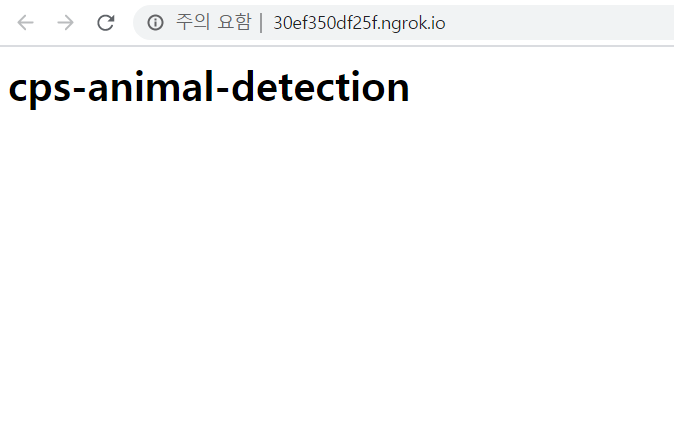 주의 요함 | 30ef350df25f.ngrok.io
cps-animal-detection